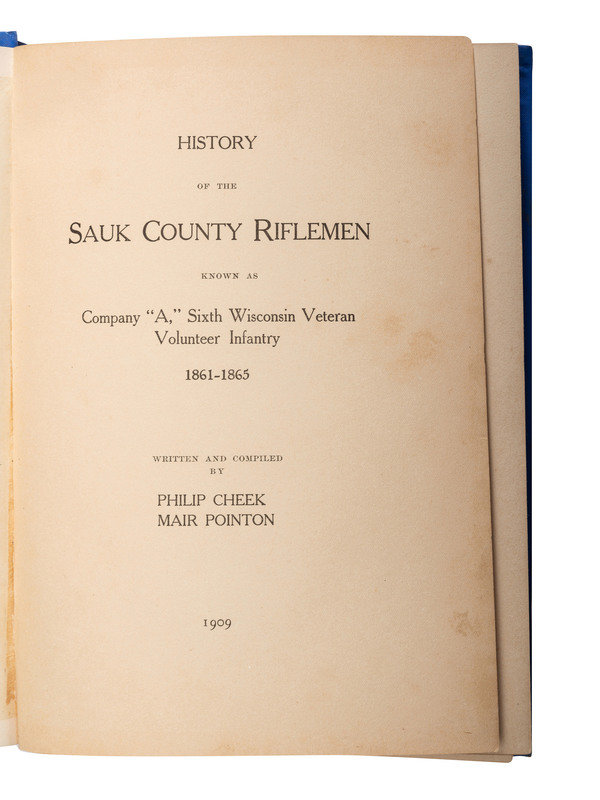 HISTORY
OF THE
SAUK COUNTY RIFLEMEN
KNOWN AS
Company "A," Sixth Wisconsin Veteran
Volunteer Infantry
1861-1865
WRITTEN AND COMPILED
BY
PHILIP CHEEK
MAIR POINTON
1909